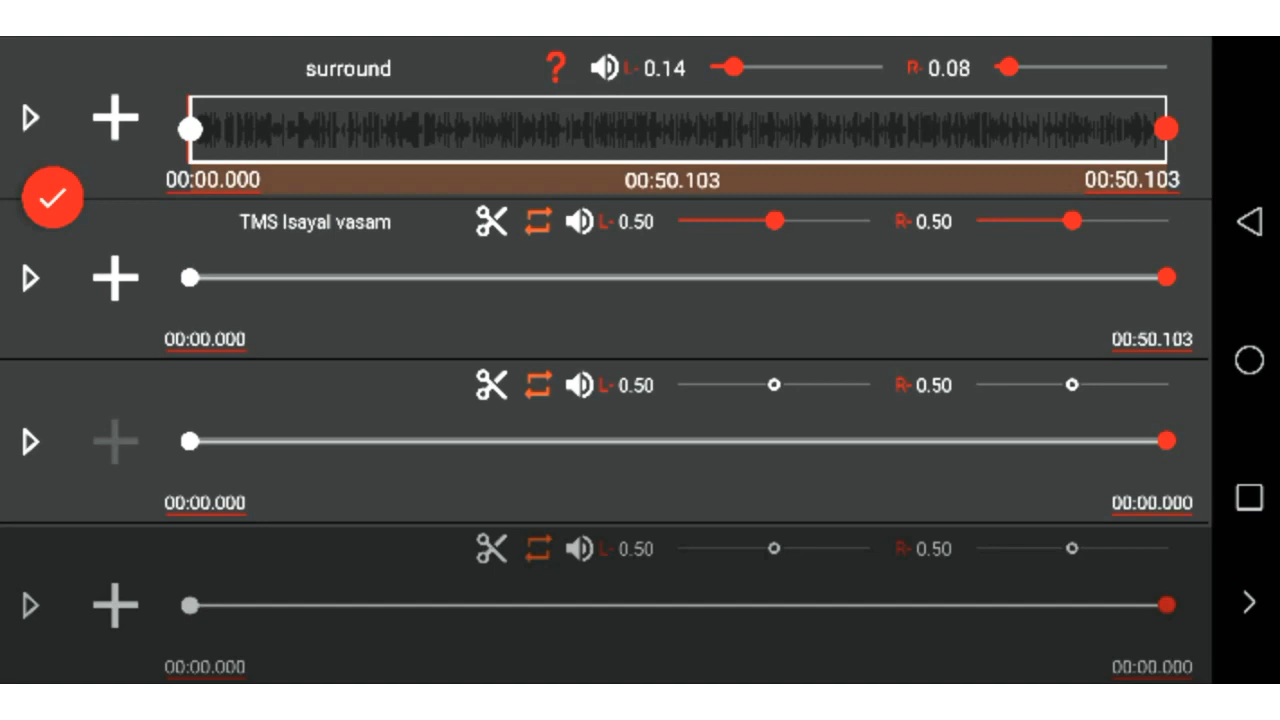 surround ? L- 0.14 R- 0.08
00:00.000 00:50.103 00:50.103
TMS Isayal vasam L- 0.50 R- 0.50
00:00.000 00:50.103
L- 0.50 R- 0.50
00:00.000 00:00.000
L- 0.50 R- 0.50
00:00.000 00:00.000